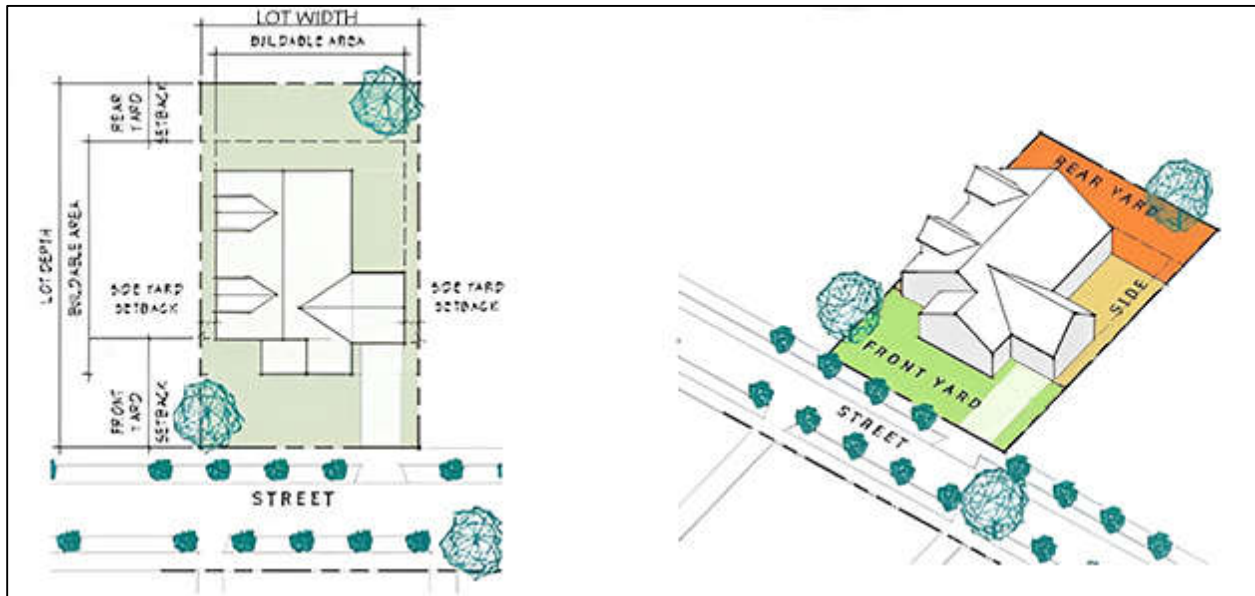 LOT WIDTH
BUILDABLE AREA
REAR
YARD
SETBACK
LOT DEPTH
BUILDABLE AREA
SIDE YARD
SETBACK
SIDE YARD
SETBACK
FRONT
YARD
SETBACK
STREET
REAR YARD
SIDE
FRONT YARD
STREET